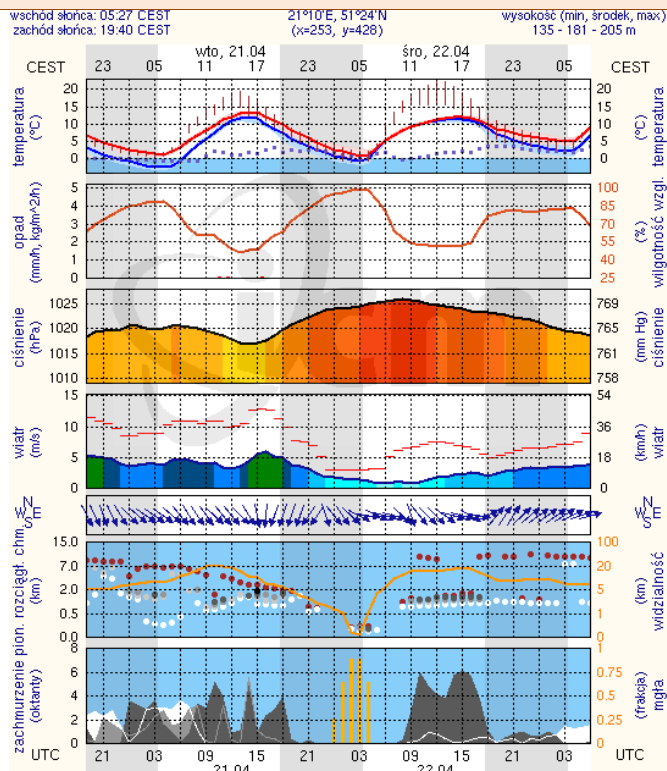 wschód słońca: 05:27 CEST 21°10'E, 51°24'N wysokość (min, środek, max)
zachód słońca: 19:40 CEST (x=253, y=428) 135 - 181 - 205 m
wto, 21.04 śro, 22.04
CEST 23 05 11 17 23 05 11 17 23 05 CEST
temperatura
(°C)
20
15
10
5
0
20
15
10
5
0
temperatura
(°C)
opad
(mm/h, kg/m^2/h)
5
4
3
2
1
0
100
85
70
55
40
25
(%)
wilgotność wzgl.
ciśnienie
(hPa)
1025
1020
1015
1010
769
765
761
758
(mm Hg)
ciśnienie
wiatr
(m/s)
15
10
5
0
54
36
18
0
(km/h)
wiatr
N
W E
S
N
W E
S
pion. rozciągł. chm.
(km)
15.0
7.0
2.0
0.5
0.0
100
20
5
1
0
(km)
widzialność
zachmurzenie
(oktanty)
8
6
4
2
0
1
0.75
0.5
0.25
0
(frakcja)
mgła
UTC 21 03 09 15 21 03 09 15 21 03 UTC
21.04 22.04
icm